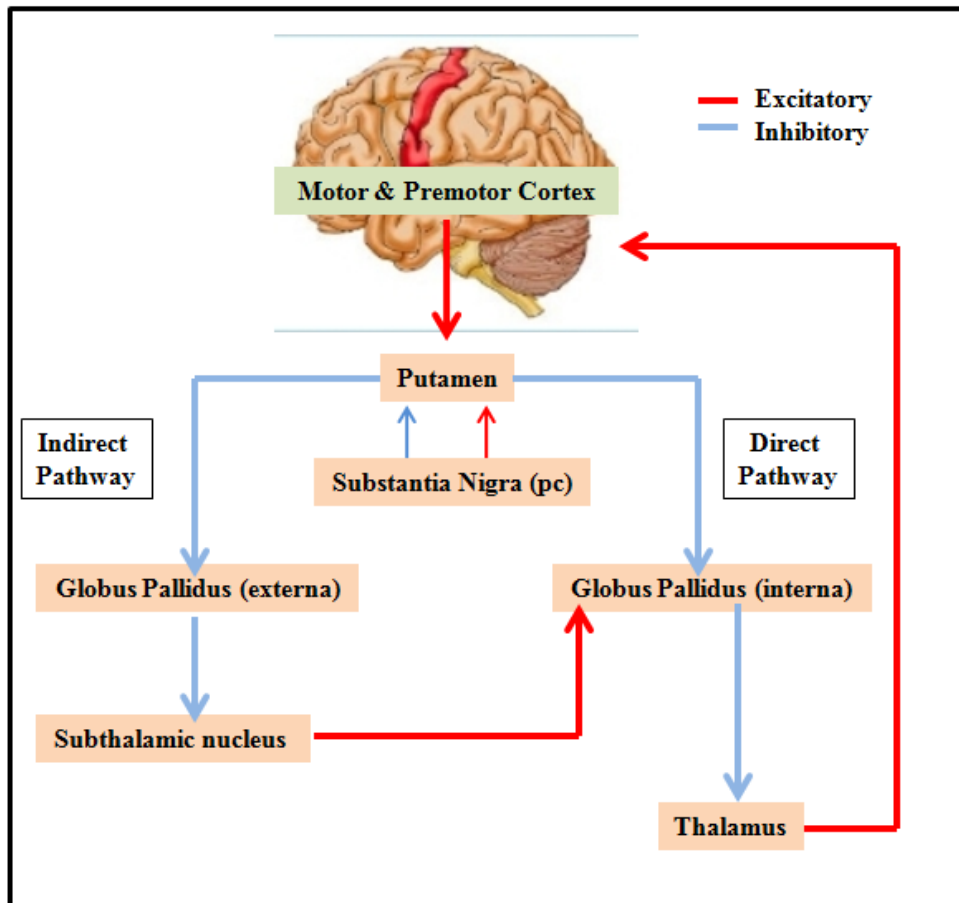 Excitatory
Inhibitory
Motor & Premotor Cortex
Putamen
Indirect
Pathway
Direct
Pathway
Substantia Nigra (pc)
Globus Pallidus (externa)
Globus Pallidus (interna)
Subthalamic nucleus
Thalamus